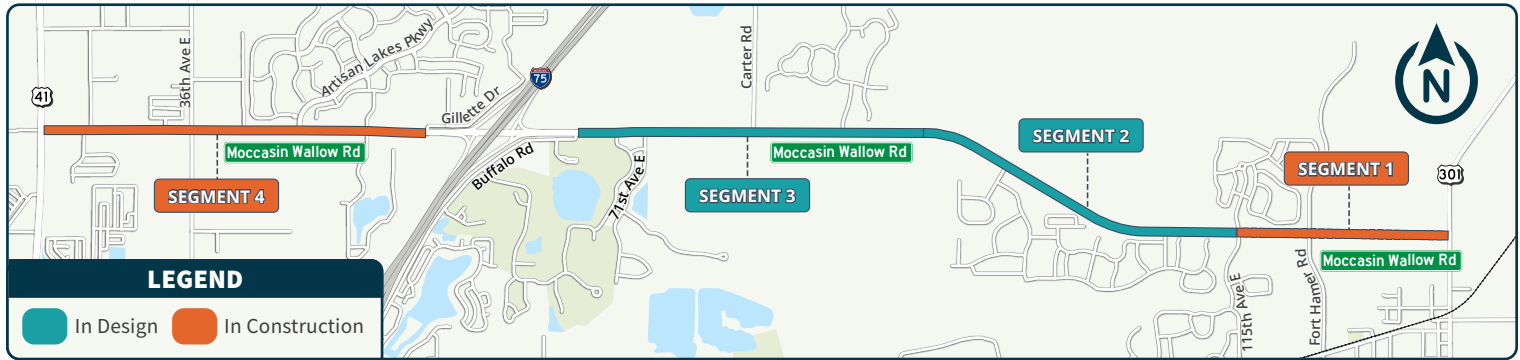 41
36th Ave E
Artisan Lakes Pkwy
Gillette Dr
75
Carter Rd
N
Moccasin Wallow Rd
SEGMENT 4
Buffalo Rd
71st Ave E
Moccasin Wallow Rd
SEGMENT 3
SEGMENT 2
SEGMENT 1
301
Moccasin Wallow Rd
115th Ave E
Fort Hamer Rd
LEGEND
In Design
In Construction